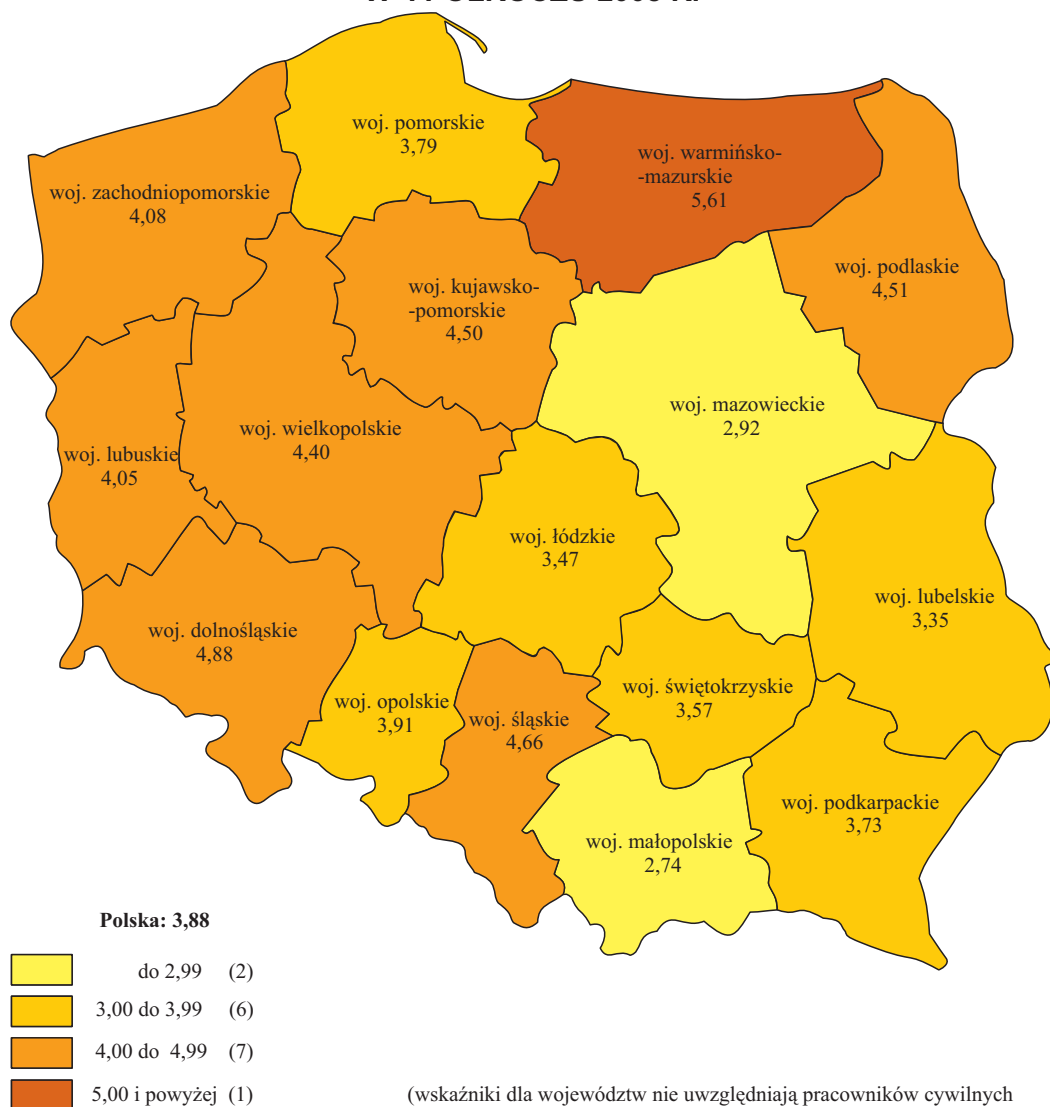 woj. pomorskie
3,79
woj. warmińsko-
-mazurskie
5,61
woj. zachodniopomorskie
4,08
woj. podlaskie
4,51
woj. kujawsko-
-pomorskie
4,50
woj. mazowieckie
2,92
woj. wielkopolskie
4,40
woj. lubuskie
4,05
woj. łódzkie
3,47
woj. lubelskie
3,35
woj. dolnośląskie
4,88
woj. świętokrzyskie
3,57
woj. opolskie
3,91
woj. śląskie
4,66
woj. podkarpackie
3,73
woj. małopolskie
2,74
Polska: 3,88
do 2,99 (2)
3,00 do 3,99 (6)
4,00 do 4,99 (7)
5,00 i powyżej (1)
(wskaźniki dla województw nie uwzględniają pracowników cywilnych